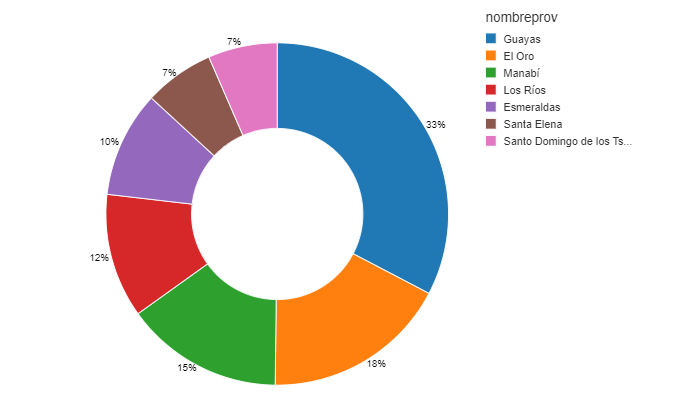 nombreprov
Guayas
El Oro
Manabí
Los Ríos
Esmeraldas
Santa Elena
Santo Domingo de los Ts...
33%
18%
15%
12%
10%
7%
7%